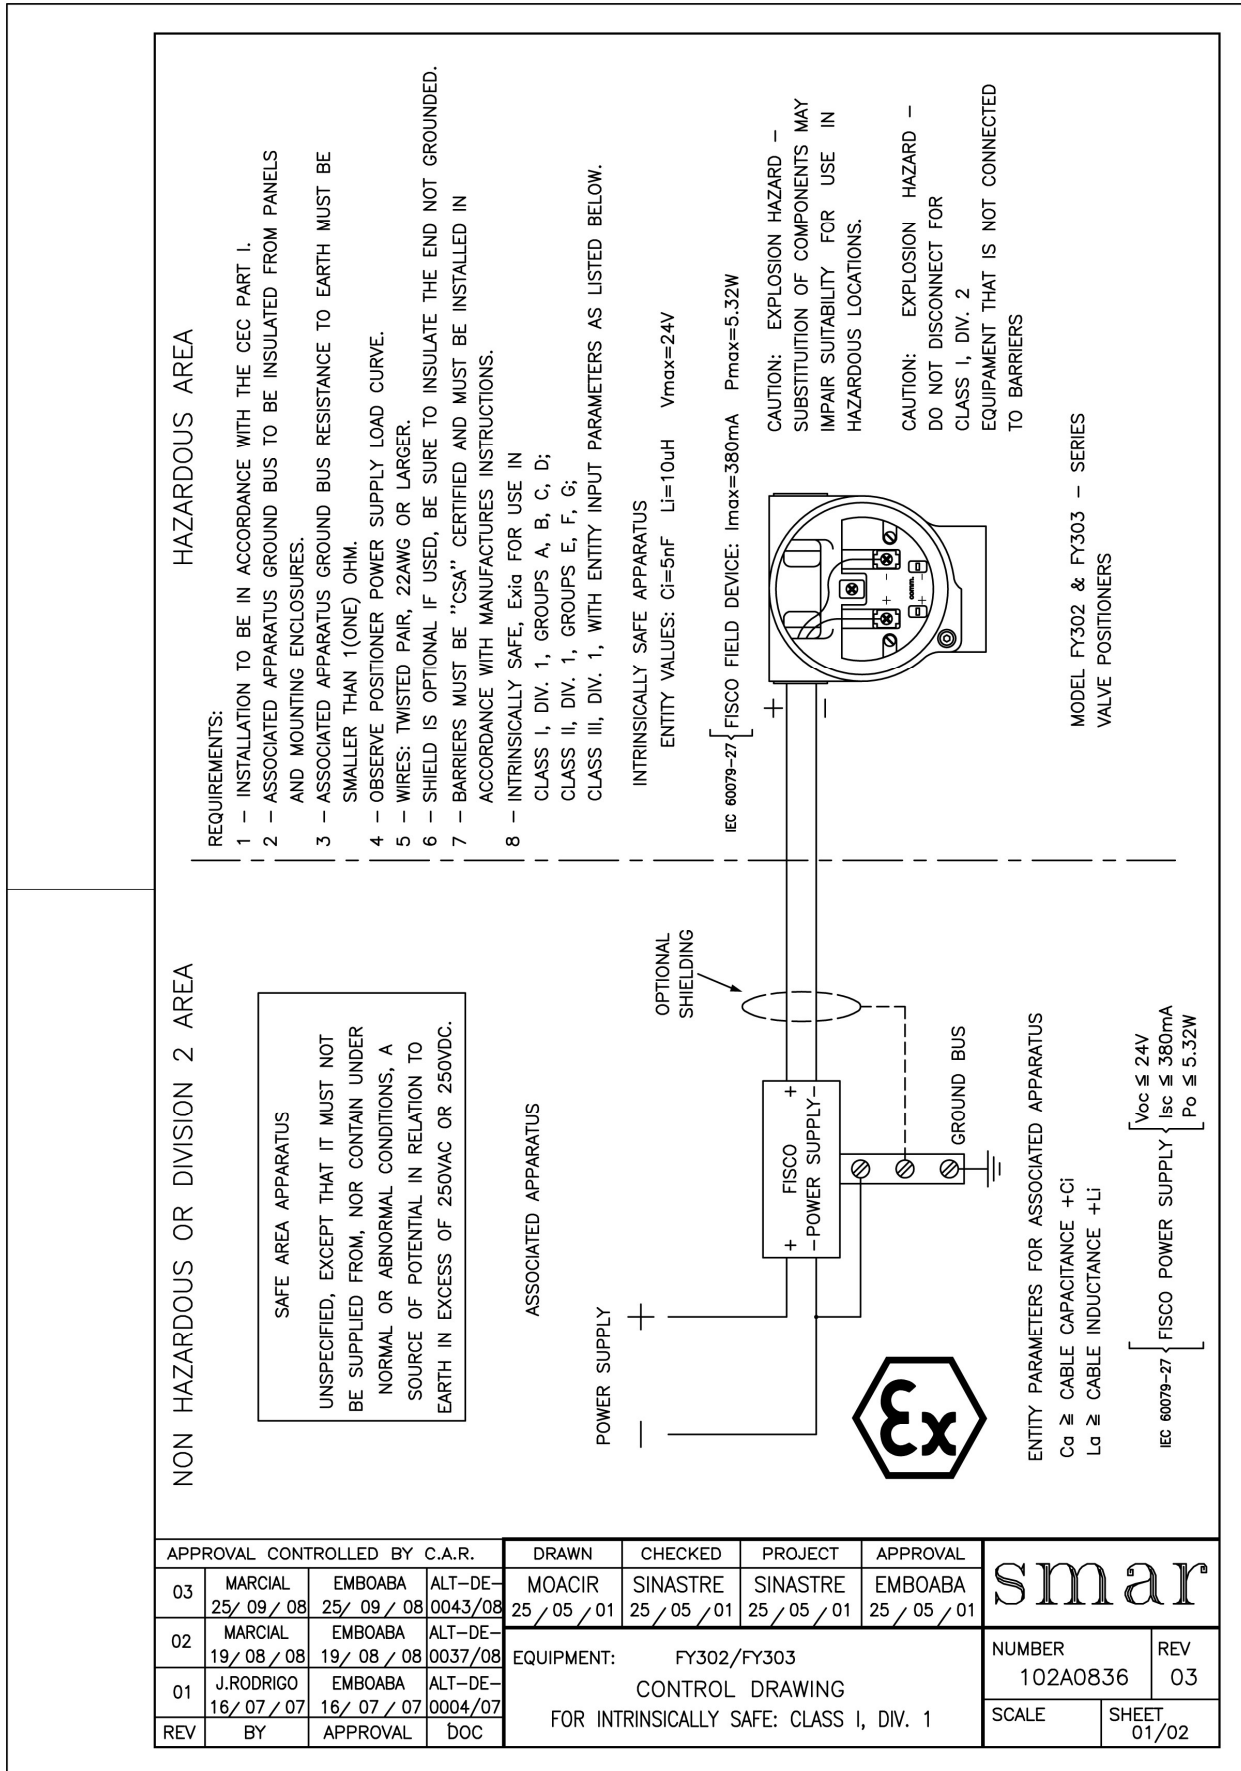 NON HAZARDOUS OR DIVISION 2 AREA
HAZARDOUS AREA
SAFE AREA APPARATUS
UNSPECIFIED, EXCEPT THAT IT MUST NOT
BE SUPPLIED FROM, NOR CONTAIN UNDER
NORMAL OR ABNORMAL CONDITIONS, A
SOURCE OF POTENTIAL IN RELATION TO
EARTH IN EXCESS OF 250VAC OR 250VDC.
REQUIREMENTS:
1 – INSTALLATION TO BE IN ACCORDANCE WITH THE CEC PART I.
2 – ASSOCIATED APPARATUS GROUND BUS TO BE INSULATED FROM PANELS
AND MOUNTING ENCLOSURES.
3 – ASSOCIATED APPARATUS GROUND BUS RESISTANCE TO EARTH MUST BE
SMALLER THAN 1(ONE) OHM.
4 – OBSERVE POSITIONER POWER SUPPLY LOAD CURVE.
5 – WIRES: TWISTED PAIR, 22AWG OR LARGER.
6 – SHIELD IS OPTIONAL IF USED, BE SURE TO INSULATE THE END NOT GROUNDED.
7 – BARRIERS MUST BE "CSA" CERTIFIED AND MUST BE INSTALLED IN
ACCORDANCE WITH MANUFACTURES INSTRUCTIONS.
8 – INTRINSICALLY SAFE, Exia FOR USE IN
CLASS I, DIV. 1, GROUPS A, B, C, D;
CLASS II, DIV. 1, GROUPS E, F, G;
CLASS III, DIV. 1, WITH ENTITY INPUT PARAMETERS AS LISTED BELOW.
ASSOCIATED APPARATUS
POWER SUPPLY
– +
+ FISCO +
– POWER SUPPLY –
GROUND BUS
OPTIONAL
SHIELDING
INTRINSICALLY SAFE APPARATUS
ENTITY VALUES: Ci=5nF Li=10uH Vmax=24V
IEC 60079–27 { FISCO FIELD DEVICE: Imax=380mA Pmax=5.32W
+
–
+ –
comm.
+ –
CAUTION: EXPLOSION HAZARD –
SUBSTITUITION OF COMPONENTS MAY
IMPAIR SUITABILITY FOR USE IN
HAZARDOUS LOCATIONS.
CAUTION: EXPLOSION HAZARD –
DO NOT DISCONNECT FOR
CLASS I, DIV. 2
EQUIPAMENT THAT IS NOT CONNECTED
TO BARRIERS
MODEL FY302 & FY303 – SERIES
VALVE POSITIONERS
Ex
ENTITY PARAMETERS FOR ASSOCIATED APPARATUS
Ca ≥ CABLE CAPACITANCE +Ci
La ≥ CABLE INDUCTANCE +Li
IEC 60079–27 { FISCO POWER SUPPLY { Voc ≤ 24V
Isc ≤ 380mA
Po ≤ 5.32W
APPROVAL CONTROLLED BY C.A.R.
03 MARCIAL 25/ 09 / 08 EMBOABA 25/ 09 / 08 ALT–DE–0043/08
02 MARCIAL 19/ 08 / 08 EMBOABA 19/ 08 / 08 ALT–DE–0037/08
01 J.RODRIGO 16/ 07 / 07 EMBOABA 16/ 07 / 07 ALT–DE–0004/07
REV BY APPROVAL DOC
DRAWN CHECKED PROJECT APPROVAL
MOACIR SINASTRE SINASTRE EMBOABA
25 / 05 / 01 25 / 05 / 01 25 / 05 / 01 25 / 05 / 01
EQUIPMENT: FY302/FY303
CONTROL DRAWING
FOR INTRINSICALLY SAFE: CLASS I, DIV. 1
smar
NUMBER REV
102A0836 03
SCALE SHEET
01/02